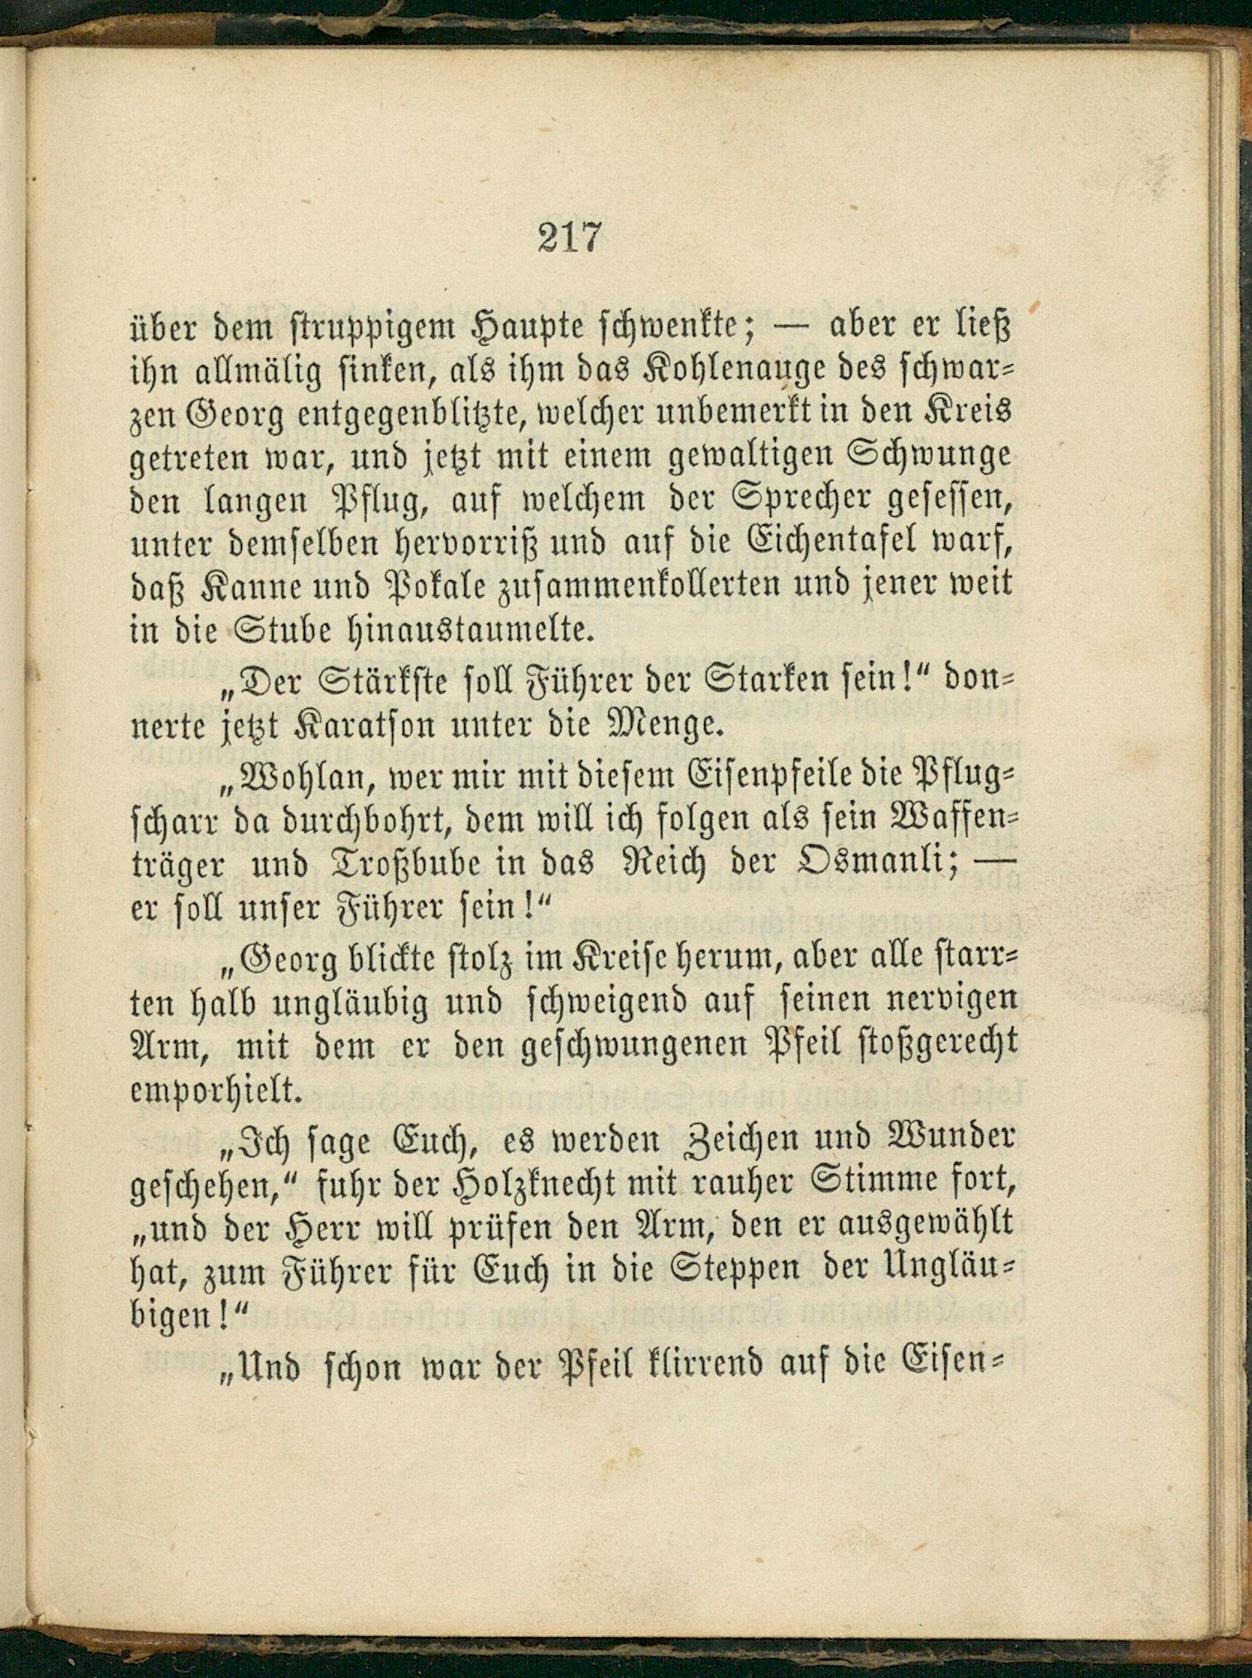 217
über dem struppigem Haupte schwenkte; — aber er ließ
ihn allmälig sinken, als ihm das Kohlenauge des schwar-
zen Georg entgegenblitzte, welcher unbemerkt in den Kreis
getreten war, und jetzt mit einem gewaltigen Schwunge
den langen Pflug, auf welchem der Sprecher gesessen,
unter demselben hervorriß und auf die Eichentafel warf,
daß Kanne und Pokale zusammenkollerten und jener weit
in die Stube hinaustaumelte.
„Der Stärkste soll Führer der Starken sein!“ don-
nerte jetzt Karatson unter die Menge.
„Wohlan, wer mir mit diesem Eisenpfeile die Pflug-
scharr da durchbohrt, dem will ich folgen als sein Waffen-
träger und Troßbube in das Reich der Osmanli; —
er soll unser Führer sein!“
„Georg blickte stolz im Kreise herum, aber alle starr-
ten halb ungläubig und schweigend auf seinen nervigen
Arm, mit dem er den geschwungenen Pfeil stoßgerecht
emporhielt.
„Ich sage Euch, es werden Zeichen und Wunder
geschehen,“ fuhr der Holzknecht mit rauher Stimme fort,
„und der Herr will prüfen den Arm, den er ausgewählt
hat, zum Führer für Euch in die Steppen der Ungläu-
bigen!“
„Und schon war der Pfeil klirrend auf die Eisen-